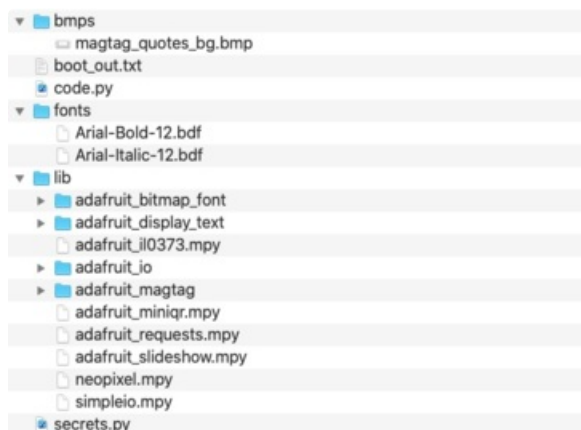 bmps
magtag_quotes_bg.bmp
boot_out.txt
code.py
fonts
Arial-Bold-12.bdf
Arial-Italic-12.bdf
lib
adafruit_bitmap_font
adafruit_display_text
adafruit_il0373.mpy
adafruit_io
adafruit_magtag
adafruit_miniqr.mpy
adafruit_requests.mpy
adafruit_slideshow.mpy
neopixel.mpy
simpleio.mpy
secrets.py